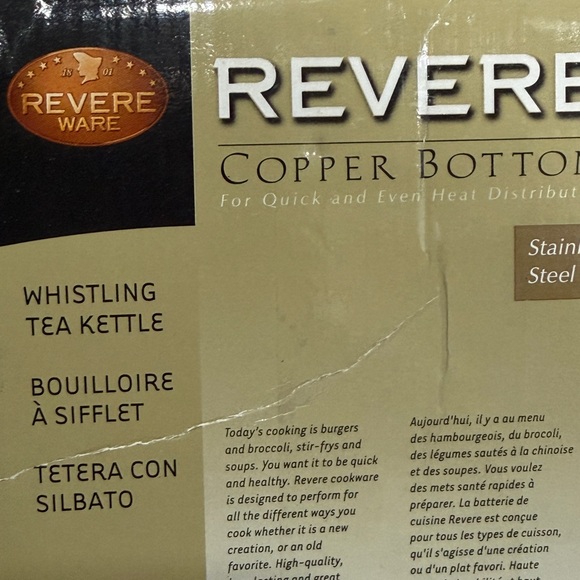 18 01
REVERE
WARE
REVERE
COPPER BOTTOM
For Quick and Even Heat
Stainl
Steel
WHISTLING
TEA KETTLE
BOUILLOIRE
À SIFFLET
TETERA CON
SILBATO
Today's cooking is burgers
and broccoli, stir-frys and
soups. You want it to be quick
and healthy. Revere cookware
is designed to perform for
all the different ways you
cook whether it is a new
creation, or an old
favorite. High-quality,
long-lasting and great
Aujourd'hui, il y a au menu
des hambourgeois, du brocoli,
des légumes sautés à la chinoise
et des soupes. Vous voulez
des mets santé rapides à
préparer. La batterie de
cuisine Revere est conçue
pour tous les types de cuisson,
qu'il s'agisse d'une création
ou d'un plat favori. Haute